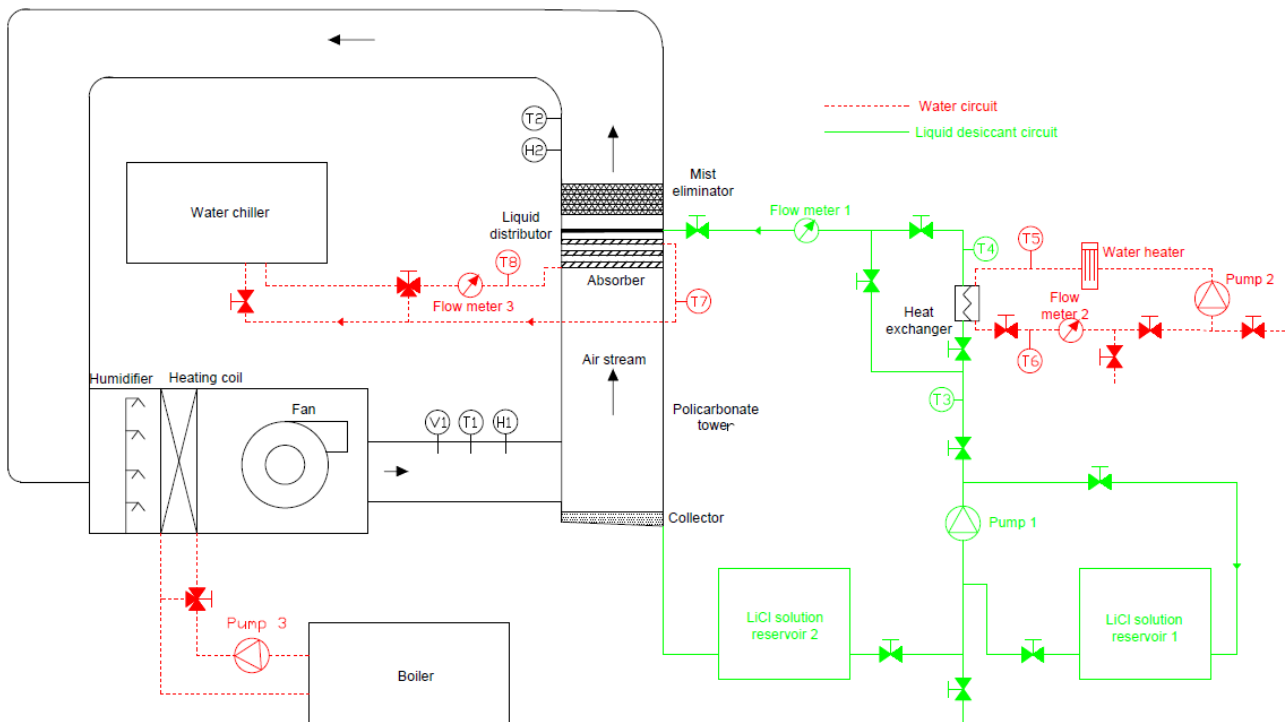 Water circuit
Liquid desiccant circuit
T2
H2
Mist
eliminator
Water chiller
Liquid
distributor
Flow meter 1
T4
T5
Water heater
T8
Absorber
Flow meter 3
T7
Heat
exchanger
Flow
meter 2
Pump 2
T6
Air stream
Humidifier
Heating coil
Fan
V1
T1
H1
T3
Policarbonate
tower
Collector
Pump 1
LiCl solution
reservoir 2
LiCl solution
reservoir 1
Pump 3
Boiler